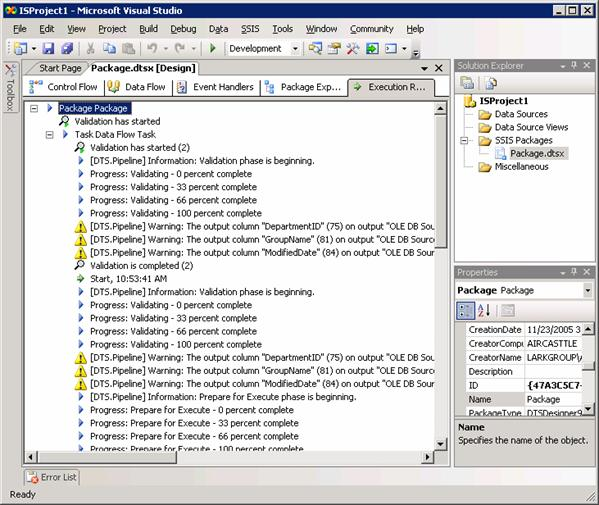 ISProject1 - Microsoft Visual Studio
File Edit View Project Build Debug Data SSIS Tools Window Community Help
Development
Toolbox
Start Page Package.dtsx [Design]
Control Flow Data Flow Event Handlers Package Exp... Execution R...
Package Package
Validation has started
Task Data Flow Task
Validation has started (2)
[DTS.Pipeline] Information: Validation phase is beginning.
Progress: Validating - 0 percent complete
Progress: Validating - 33 percent complete
Progress: Validating - 66 percent complete
Progress: Validating - 100 percent complete
[DTS.Pipeline] Warning: The output column "DepartmentID" (75) on output "OLE DB Sour
[DTS.Pipeline] Warning: The output column "GroupName" (81) on output "OLE DB Source
[DTS.Pipeline] Warning: The output column "ModifiedDate" (84) on output "OLE DB Sour
Validation is completed (2)
Start, 10:53:41 AM
[DTS.Pipeline] Information: Validation phase is beginning.
Progress: Validating - 0 percent complete
Progress: Validating - 33 percent complete
Progress: Validating - 66 percent complete
Progress: Validating - 100 percent complete
[DTS.Pipeline] Warning: The output column "DepartmentID" (75) on output "OLE DB Sour
[DTS.Pipeline] Warning: The output column "GroupName" (81) on output "OLE DB Source
[DTS.Pipeline] Warning: The output column "ModifiedDate" (84) on output "OLE DB Sour
[DTS.Pipeline] Information: Prepare for Execute phase is beginning.
Progress: Prepare for Execute - 0 percent complete
Progress: Prepare for Execute - 33 percent complete
Progress: Prepare for Execute - 66 percent complete
Progress: Prepare for Execute - 100 percent complete
Solution Explorer
ISProject1
Data Sources
Data Source Views
SSIS Packages
Package.dtsx
Miscellaneous
Properties
Package Package
CreationDate 11/23/2005 3
CreatorCompu AIRCASTTLE
CreatorName LARKGROUP\A
Description
ID {47A3C5C7-
Name Package
PackageType DTSDesigner9
Name
Specifies the name of the object.
Error List
Ready